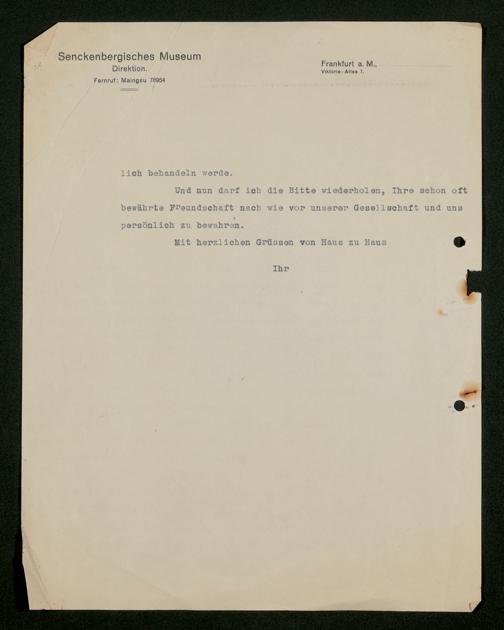 Senckenbergisches Museum
Direktion.
Fernruf: Maingau 78954
Frankfurt a. M.,
Viktoria-Allee 7.
lich behandeln werde.
Und nun darf ich die Bitte wiederholen, Ihre schon oft
bewährte Freundschaft nach wie vor unserer Gesellschaft und uns
persönlich zu bewahren.
Mit herzlichen Grüssen von Haus zu Haus
Ihr